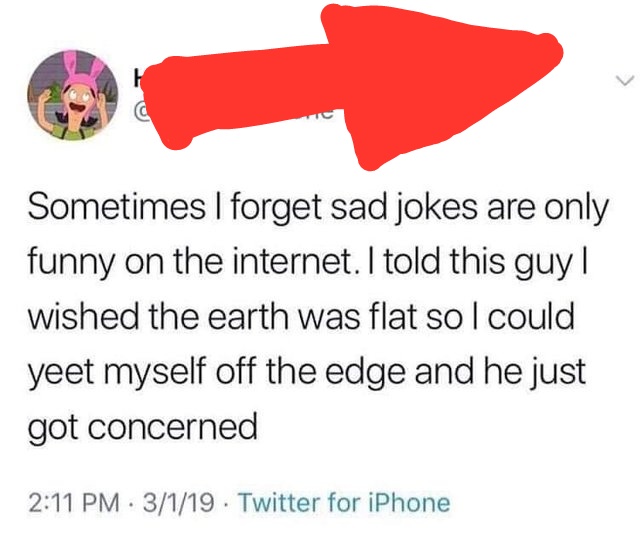 Sometimes I forget sad jokes are only
funny on the internet. I told this guy I
wished the earth was flat so I could
yeet myself off the edge and he just
got concerned
2:11 PM · 3/1/19 · Twitter for iPhone